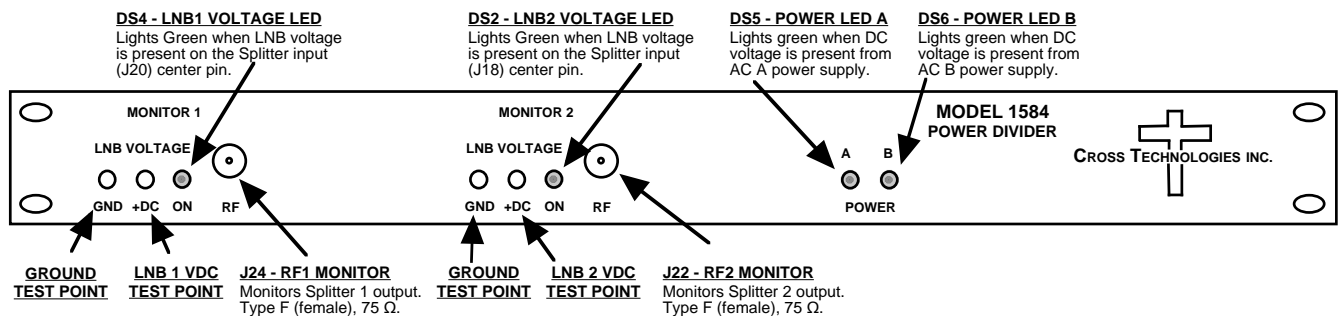 DS4 - LNB1 VOLTAGE LED
Lights Green when LNB voltage
is present on the Splitter input
(J20) center pin.
DS2 - LNB2 VOLTAGE LED
Lights Green when LNB voltage
is present on the Splitter input
(J18) center pin.
DS5 - POWER LED A
Lights green when DC
voltage is present from
AC A power supply.
DS6 - POWER LED B
Lights green when DC
voltage is present from
AC B power supply.
MONITOR 1
LNB VOLTAGE
GND +DC ON RF
MONITOR 2
LNB VOLTAGE
GND +DC ON RF
A B
POWER
MODEL 1584
POWER DIVIDER
CROSS TECHNOLOGIES INC.
GROUND
TEST POINT
LNB 1 VDC
TEST POINT
J24 - RF1 MONITOR
Monitors Splitter 1 output.
Type F (female), 75 Ω.
GROUND
TEST POINT
LNB 2 VDC
TEST POINT
J22 - RF2 MONITOR
Monitors Splitter 2 output.
Type F (female), 75 Ω.